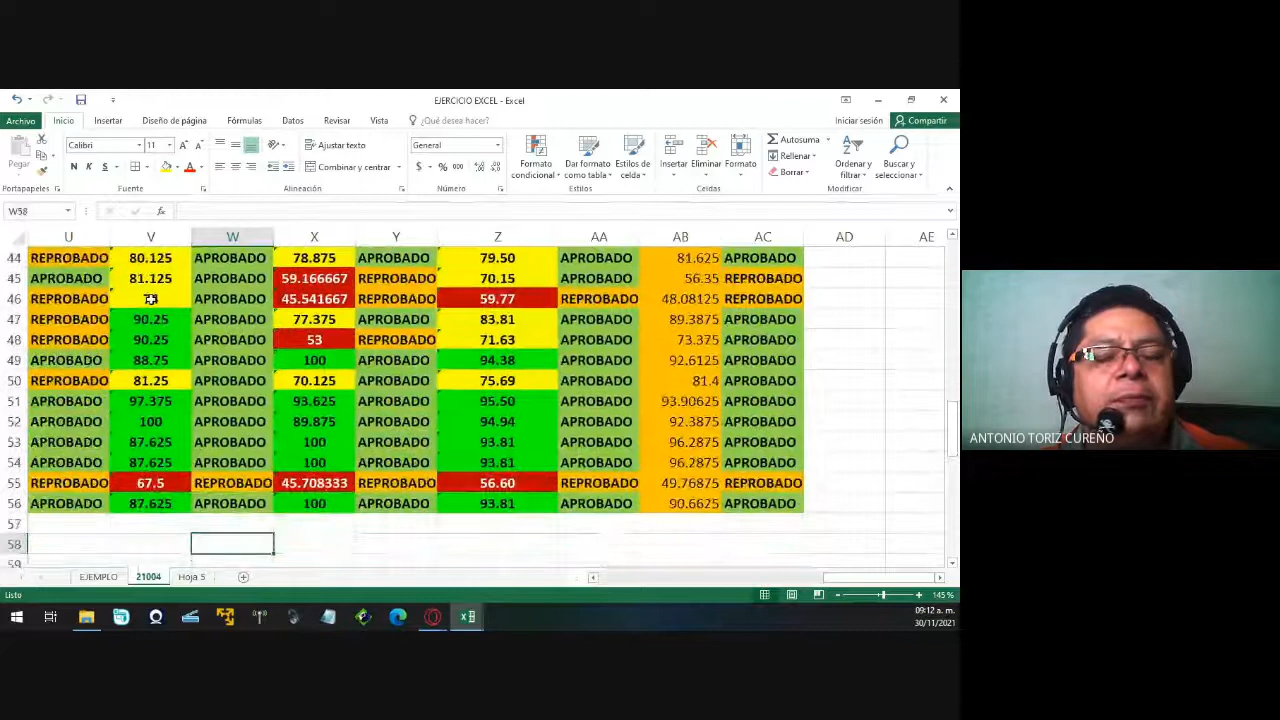 EJERCICIO EXCEL - Excel
Archivo Inicio Insertar Diseño de página Fórmulas Datos Revisar Vista ¿Qué desea hacer? Iniciar sesión Compartir
Pegar
Calibri 11
N K S
Ajustar texto
Combinar y centrar
General
$ % 000
Formato condicional
Dar formato como tabla
Estilos de celda
Insertar Eliminar Formato
Autosuma
Rellenar
Borrar
Ordenar y filtrar
Buscar y seleccionar
Portapapeles Fuente Alineación Número Estilos Celdas Modificar
W58 fx
U V W X Y Z AA AB AC AD AE
44 REPROBADO 80.125 APROBADO 78.875 APROBADO 79.50 APROBADO 81.625 APROBADO
45 APROBADO 81.125 APROBADO 59.166667 REPROBADO 70.15 APROBADO 56.35 REPROBADO
46 REPROBADO APROBADO 45.541667 REPROBADO 59.77 REPROBADO 48.08125 REPROBADO
47 REPROBADO 90.25 APROBADO 77.375 APROBADO 83.81 APROBADO 89.3875 APROBADO
48 REPROBADO 90.25 APROBADO 53 REPROBADO 71.63 APROBADO 73.375 APROBADO
49 APROBADO 88.75 APROBADO 100 APROBADO 94.38 APROBADO 92.6125 APROBADO
50 REPROBADO 81.25 APROBADO 70.125 APROBADO 75.69 APROBADO 81.4 APROBADO
51 APROBADO 97.375 APROBADO 93.625 APROBADO 95.50 APROBADO 93.90625 APROBADO
52 APROBADO 100 APROBADO 89.875 APROBADO 94.94 APROBADO 92.3875 APROBADO
53 APROBADO 87.625 APROBADO 100 APROBADO 93.81 APROBADO 96.2875 APROBADO
54 APROBADO 87.625 APROBADO 100 APROBADO 93.81 APROBADO 96.2875 APROBADO
55 REPROBADO 67.5 REPROBADO 45.708333 REPROBADO 56.60 REPROBADO 49.76875 REPROBADO
56 APROBADO 87.625 APROBADO 100 APROBADO 93.81 APROBADO 90.6625 APROBADO
57
58
59
EJEMPLO 21004 Hoja 5
Listo 145 %
09:12 a. m.
30/11/2021
ANTONIO TORIZ CUREÑO